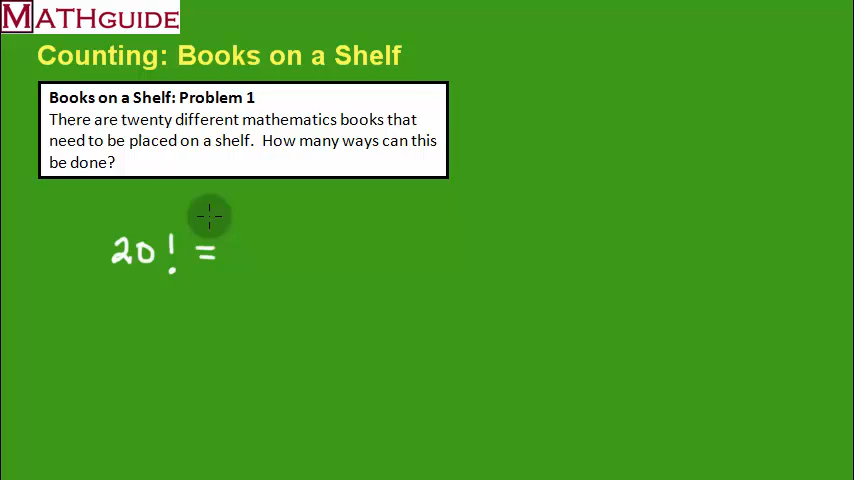 MATHGUIDE
Counting: Books on a Shelf
Books on a Shelf: Problem 1
There are twenty different mathematics books that
need to be placed on a shelf.  How many ways can this
be done?
20! =